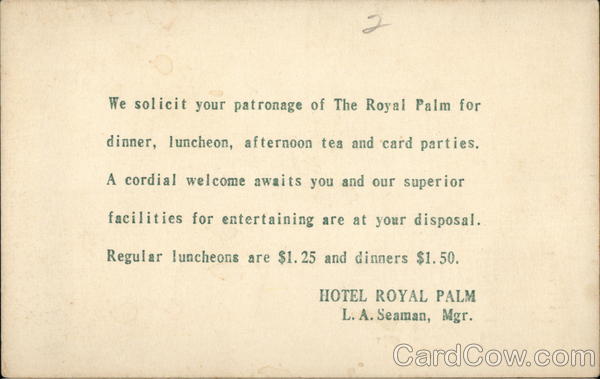 2
We solicit your patronage of The Royal Palm for
dinner, luncheon, afternoon tea and card parties.
A cordial welcome awaits you and our superior
facilities for entertaining are at your disposal.
Regular luncheons are $1.25 and dinners $1.50.
HOTEL ROYAL PALM
L. A. Seaman, Mgr.
CardCow.com